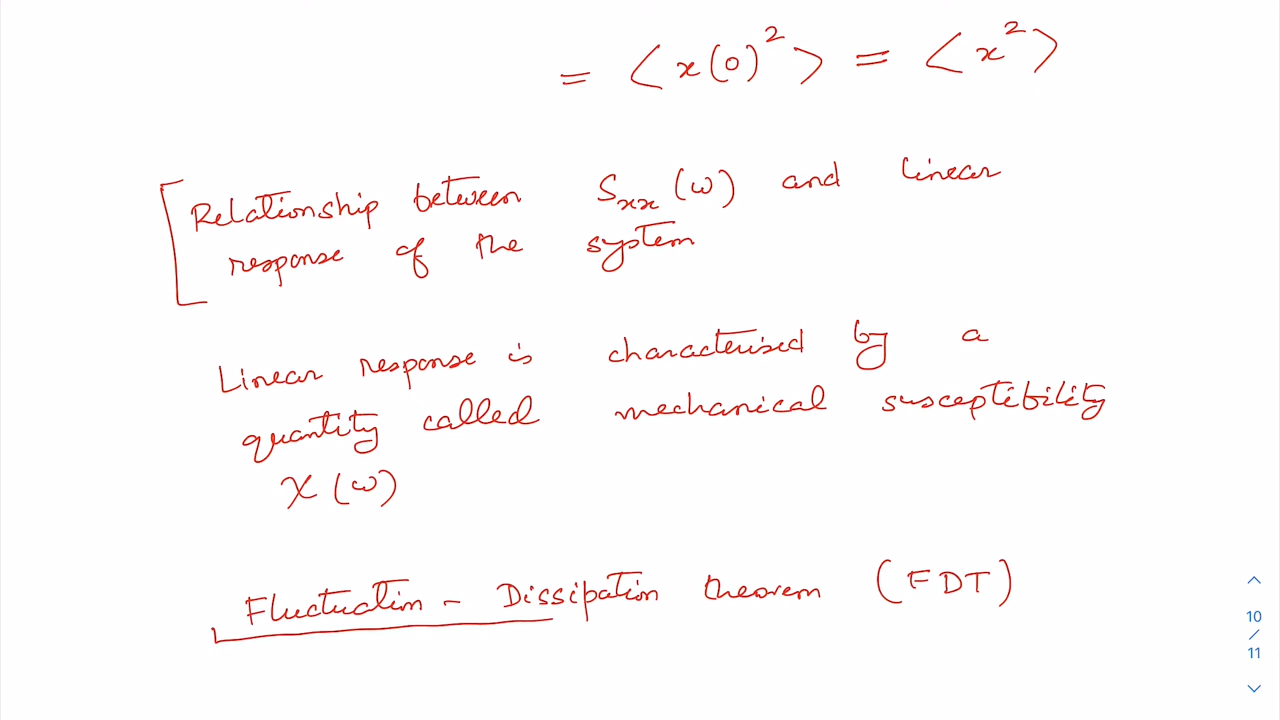 = ⟨x(0)²⟩ = ⟨x²⟩
Relationship between Sₓₓ(ω) and linear
response of the system
Linear response is characterised by a
quantity called mechanical susceptibility
χ(ω)
Fluctuation - Dissipation theorem (FDT)
10
/
11